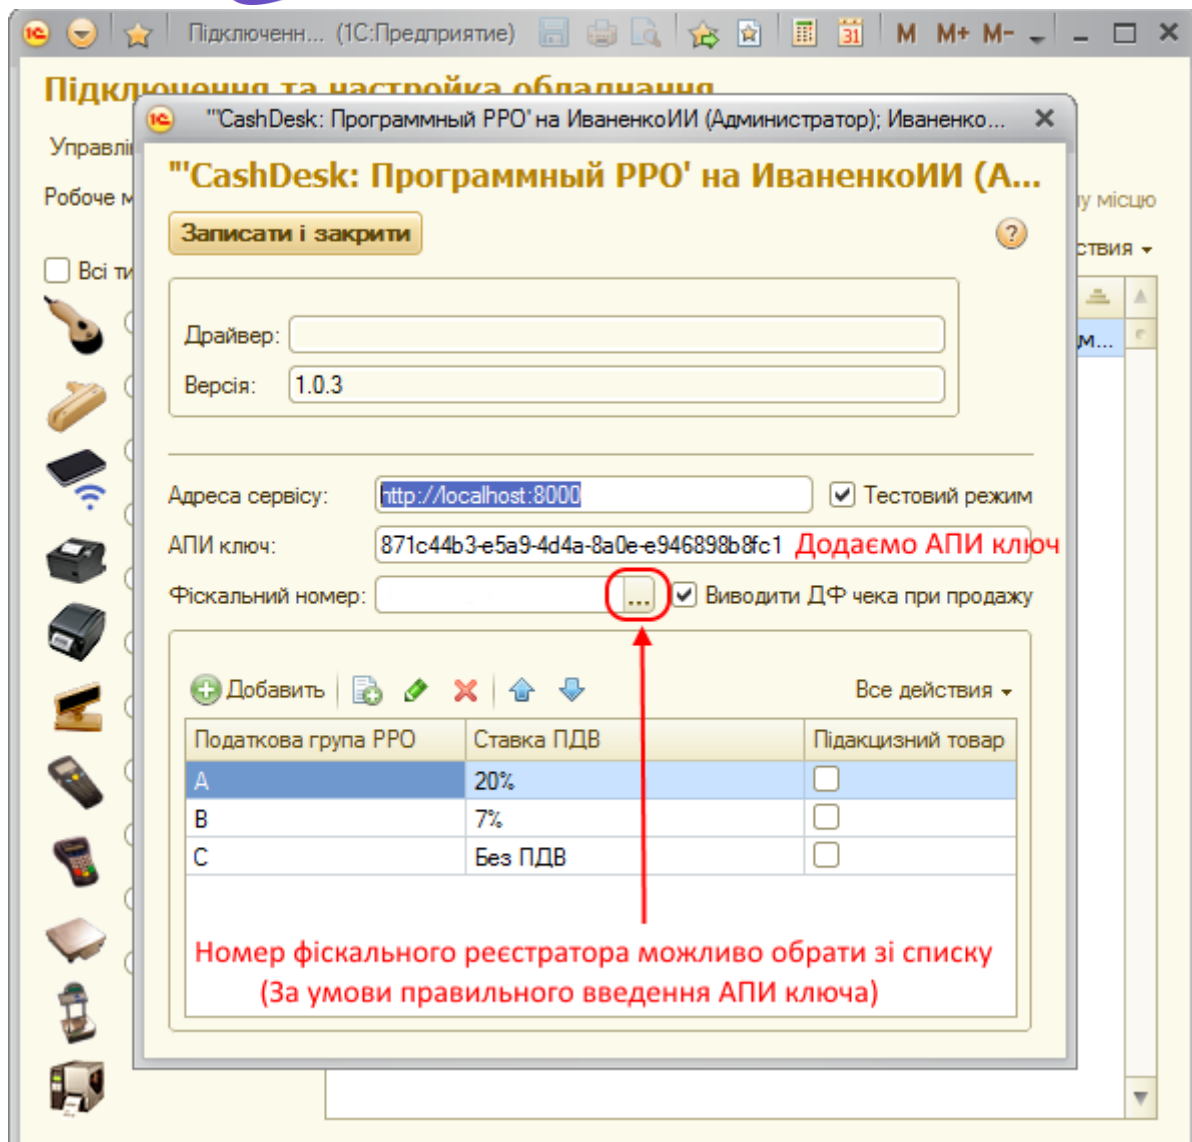 Підключенн... (1С:Предприятие)
31 M M+ M-
Підключення та настройка обладнання
"'CashDesk: Программный РРО' на ИваненкоИИ (Администратор); Иваненко...
Управлі
"'CashDesk: Программный РРО' на ИваненкоИИ (А...
Робоче м
у місцю
Записати і закрити
?
ствия
Всі ти
Драйвер:
м...
Версія: 1.0.3
Адреса сервісу: http://localhost:8000 Тестовий режим
АПИ ключ: 871c44b3-e5a9-4d4a-8a0e-e946898b8fc1 Додаємо АПИ ключ
Фіскальний номер: ... Виводити ДФ чека при продажу
Добавить Все действия
Податкова група РРО Ставка ПДВ Підакцизний товар
A 20%
B 7%
C Без ПДВ
Номер фіскального реєстратора можливо обрати зі списку
(За умови правильного введення АПИ ключа)